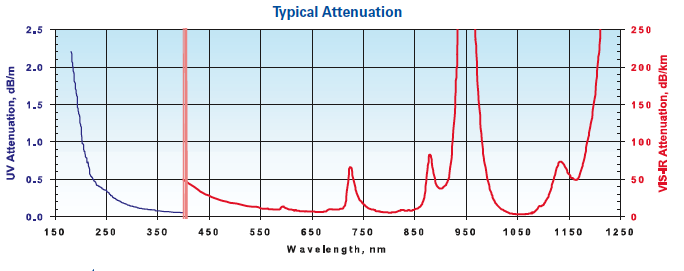 Typical Attenuation
UV Attenuation, dB/m
2.5
2.0
1.5
1.0
0.5
0.0
250
200
150
100
50
0
VIS-IR Attenuation, dB/km
150 250 350 450 550 650 750 850 950 1050 1150 1250
Wavelength, nm